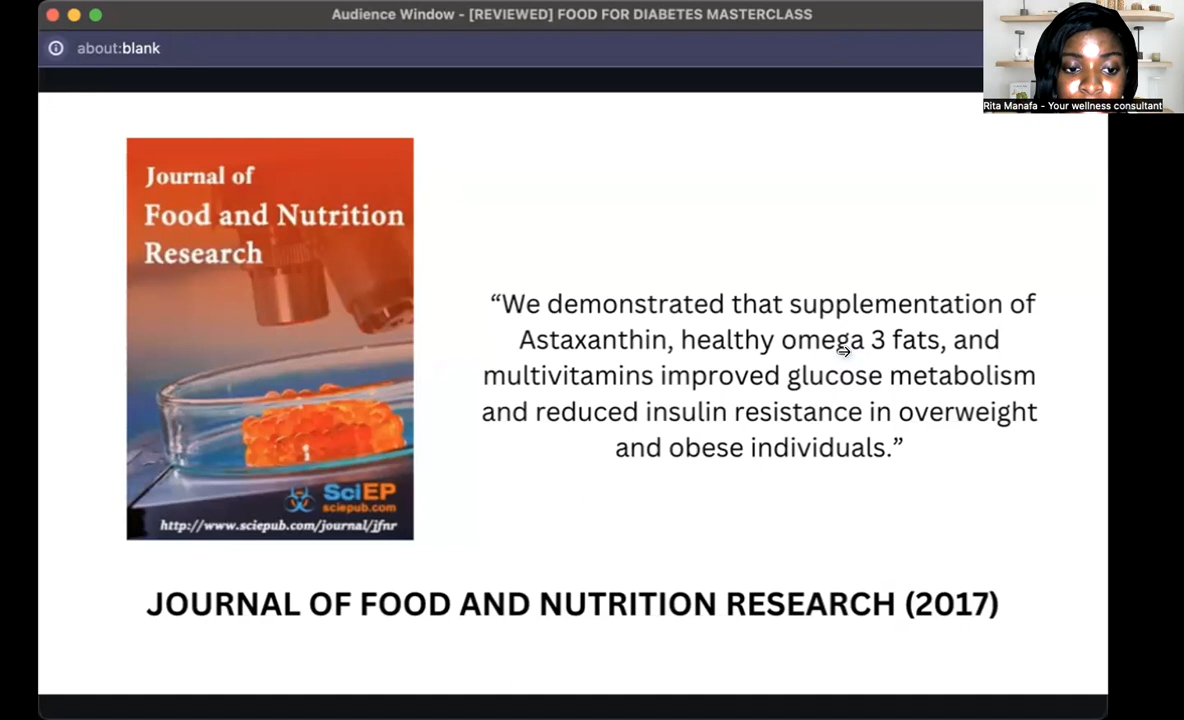 Audience Window - [REVIEWED] FOOD FOR DIABETES MASTERCLASS
about:blank
Rita Manafa - Your wellness consultant
Journal of
Food and Nutrition
Research
SciEP
sciepub.com
http://www.sciepub.com/journal/jfnr
“We demonstrated that supplementation of
Astaxanthin, healthy omega 3 fats, and
multivitamins improved glucose metabolism
and reduced insulin resistance in overweight
and obese individuals.”
JOURNAL OF FOOD AND NUTRITION RESEARCH (2017)